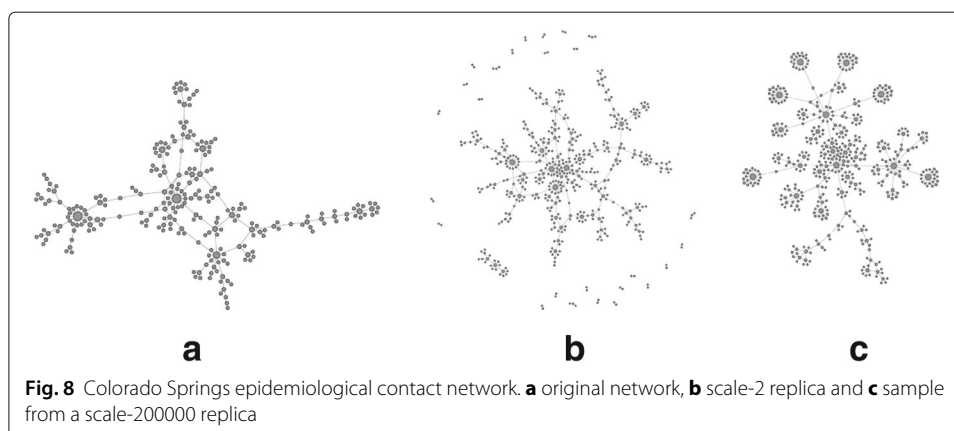 a
b
c
Fig. 8 Colorado Springs epidemiological contact network. a original network, b scale-2 replica and c sample
from a scale-200000 replica